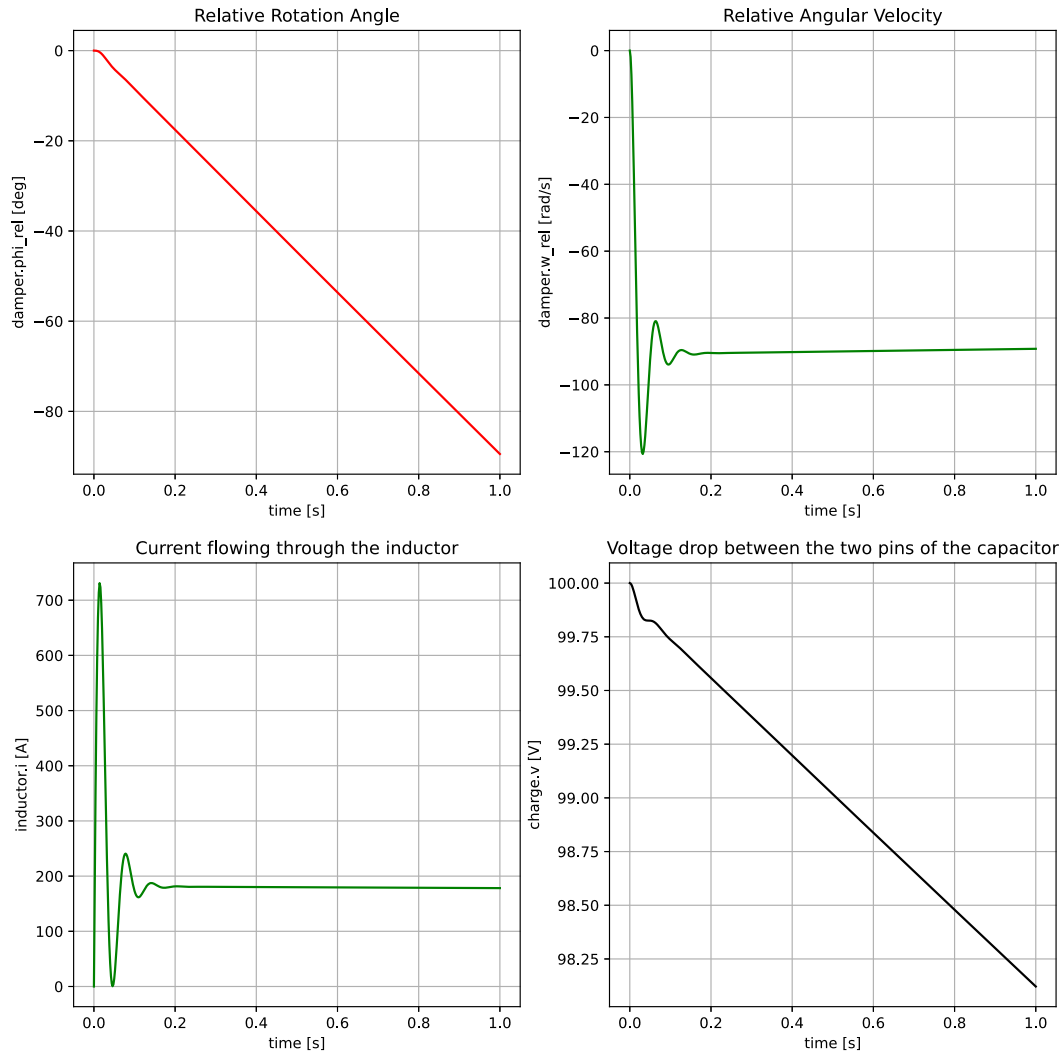 Relative Rotation Angle
damper.phi_rel [deg]
0
−20
−40
−60
−80
0.0 0.2 0.4 0.6 0.8 1.0
time [s]
Relative Angular Velocity
damper.w_rel [rad/s]
0
−20
−40
−60
−80
−100
−120
0.0 0.2 0.4 0.6 0.8 1.0
time [s]
Current flowing through the inductor
inductor.i [A]
700
600
500
400
300
200
100
0
0.0 0.2 0.4 0.6 0.8 1.0
time [s]
Voltage drop between the two pins of the capacitor
charge.v [V]
100.00
99.75
99.50
99.25
99.00
98.75
98.50
98.25
0.0 0.2 0.4 0.6 0.8 1.0
time [s]